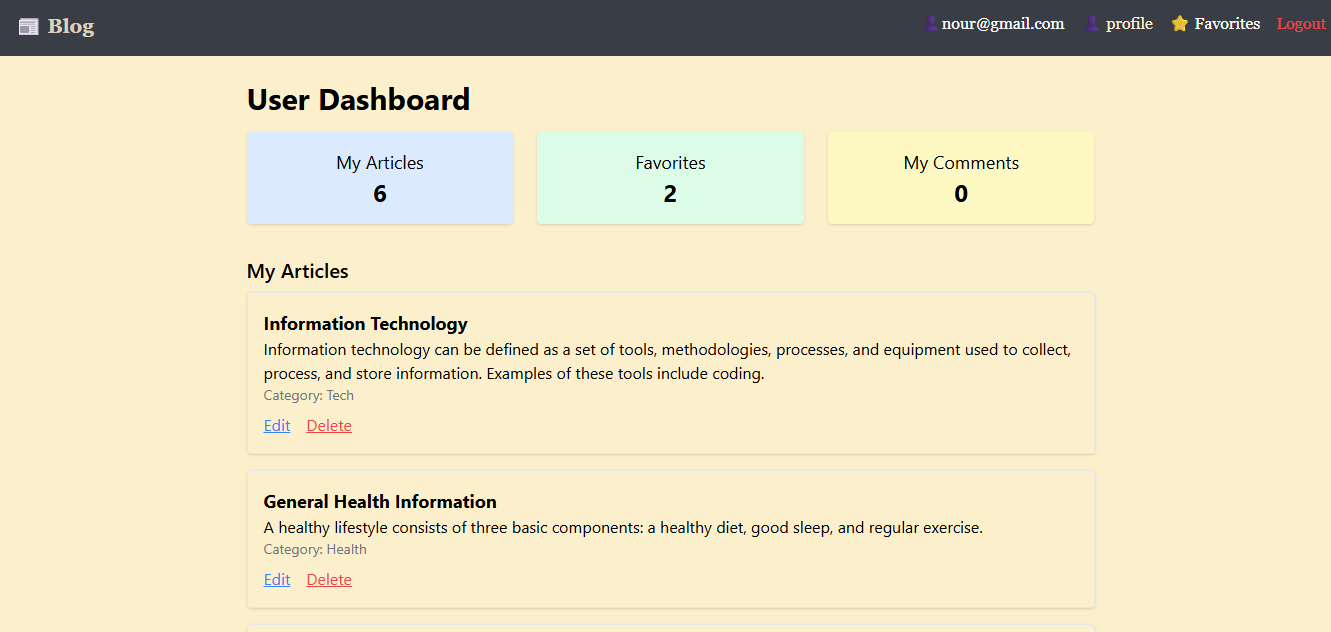 Blog
nour@gmail.com profile Favorites Logout
User Dashboard
My Articles
6
Favorites
2
My Comments
0
My Articles
Information Technology
Information technology can be defined as a set of tools, methodologies, processes, and equipment used to collect,
process, and store information. Examples of these tools include coding.
Category: Tech
Edit Delete
General Health Information
A healthy lifestyle consists of three basic components: a healthy diet, good sleep, and regular exercise.
Category: Health
Edit Delete